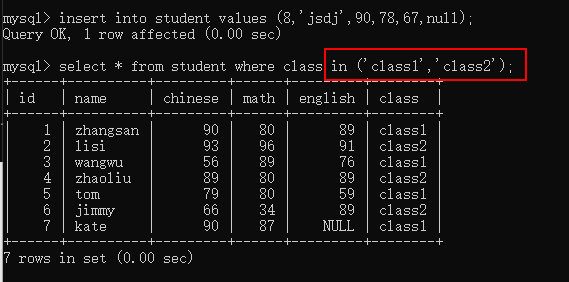 mysql> insert into student values (8,'jsdj',90,78,67,null);
Query OK, 1 row affected (0.00 sec)
mysql> select * from student where class in ('class1','class2');
+----+----------+---------+------+---------+--------+
| id | name | chinese | math | english | class |
+----+----------+---------+------+---------+--------+
| 1 | zhangsan | 90 | 80 | 89 | class1 |
| 2 | lisi | 93 | 96 | 91 | class2 |
| 3 | wangwu | 56 | 89 | 76 | class1 |
| 4 | zhaoliu | 89 | 80 | 89 | class2 |
| 5 | tom | 79 | 80 | 59 | class1 |
| 6 | jimmy | 66 | 34 | 89 | class2 |
| 7 | kate | 90 | 87 | NULL | class1 |
+----+----------+---------+------+---------+--------+
7 rows in set (0.00 sec)